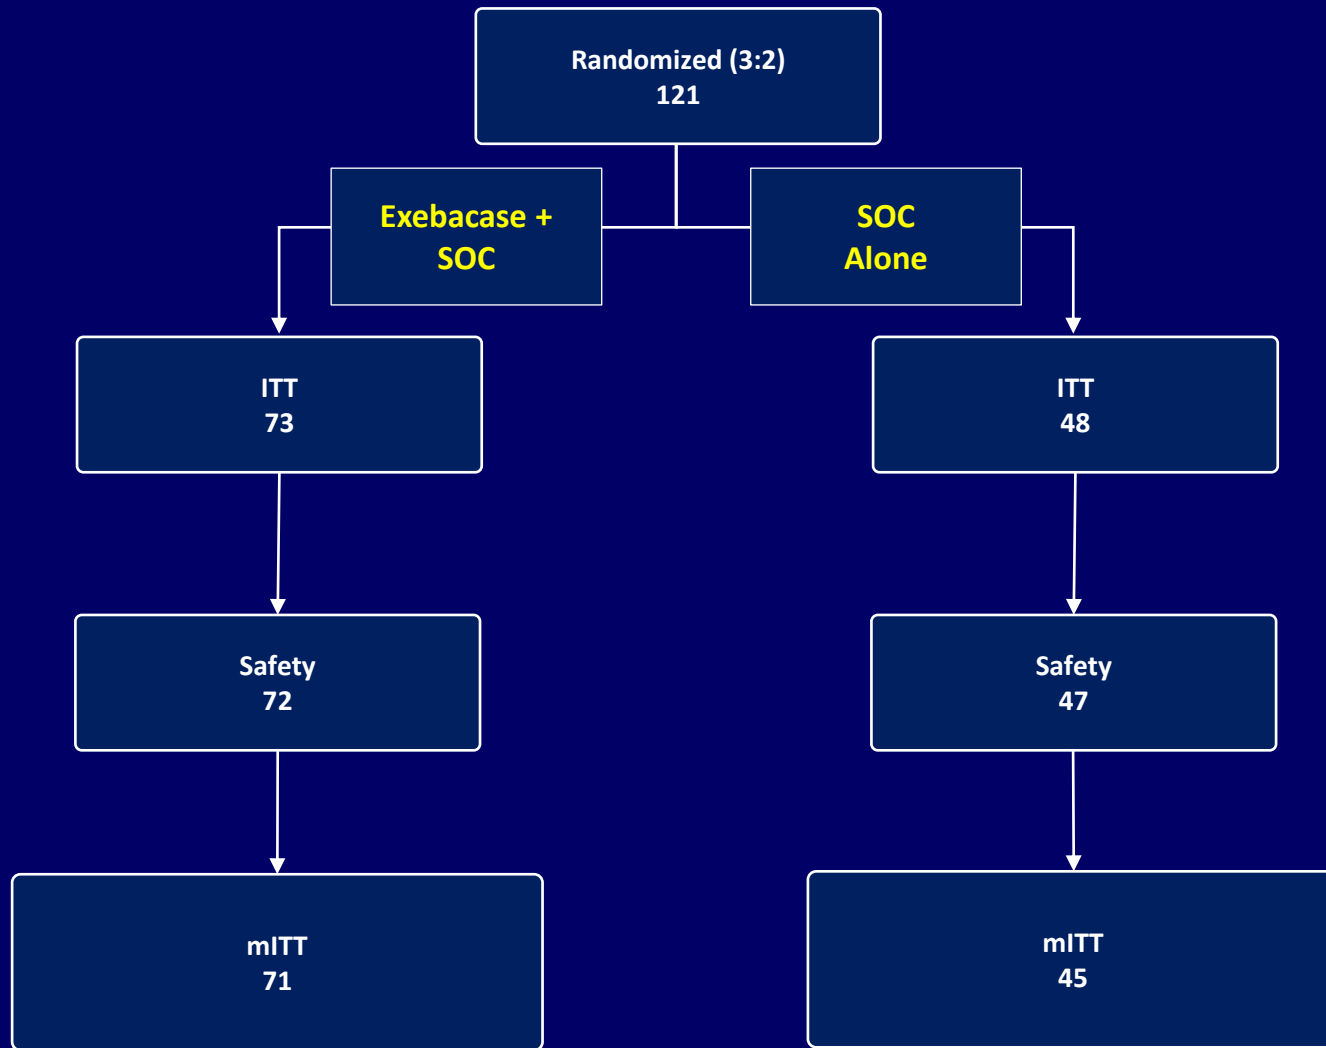 Randomized (3:2)
121
Exebacase +
SOC
SOC
Alone
ITT
73
ITT
48
Safety
72
Safety
47
mITT
71
mITT
45